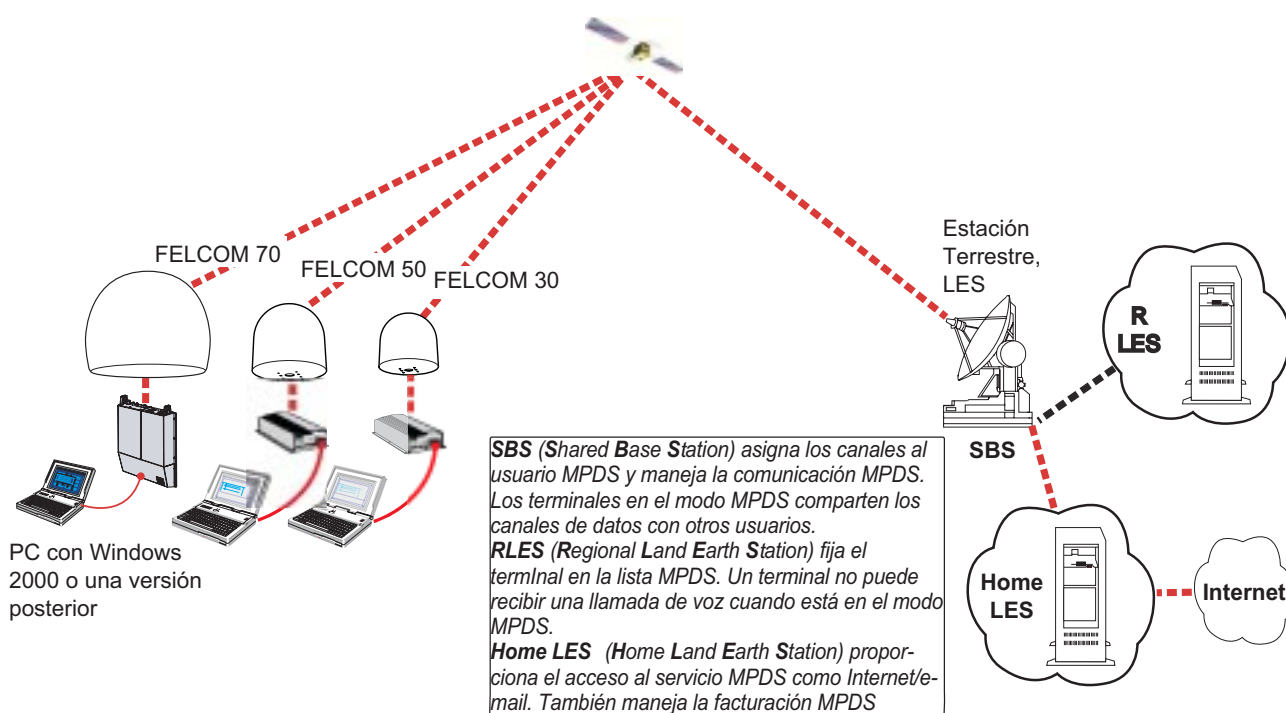 FELCOM 70
FELCOM 50
FELCOM 30
Estación
Terrestre,
LES
R
LES
SBS
PC con Windows
2000 o una versión
posterior
SBS (Shared Base Station) asigna los canales al
usuario MPDS y maneja la comunicación MPDS.
Los terminales en el modo MPDS comparten los
canales de datos con otros usuarios.
RLES (Regional Land Earth Station) fija el
termInal en la lista MPDS. Un terminal no puede
recibir una llamada de voz cuando está en el modo
MPDS.
Home LES (Home Land Earth Station) propor-
ciona el acceso al servicio MPDS como Internet/e-
mail. También maneja la facturación MPDS
Home
LES
Internet